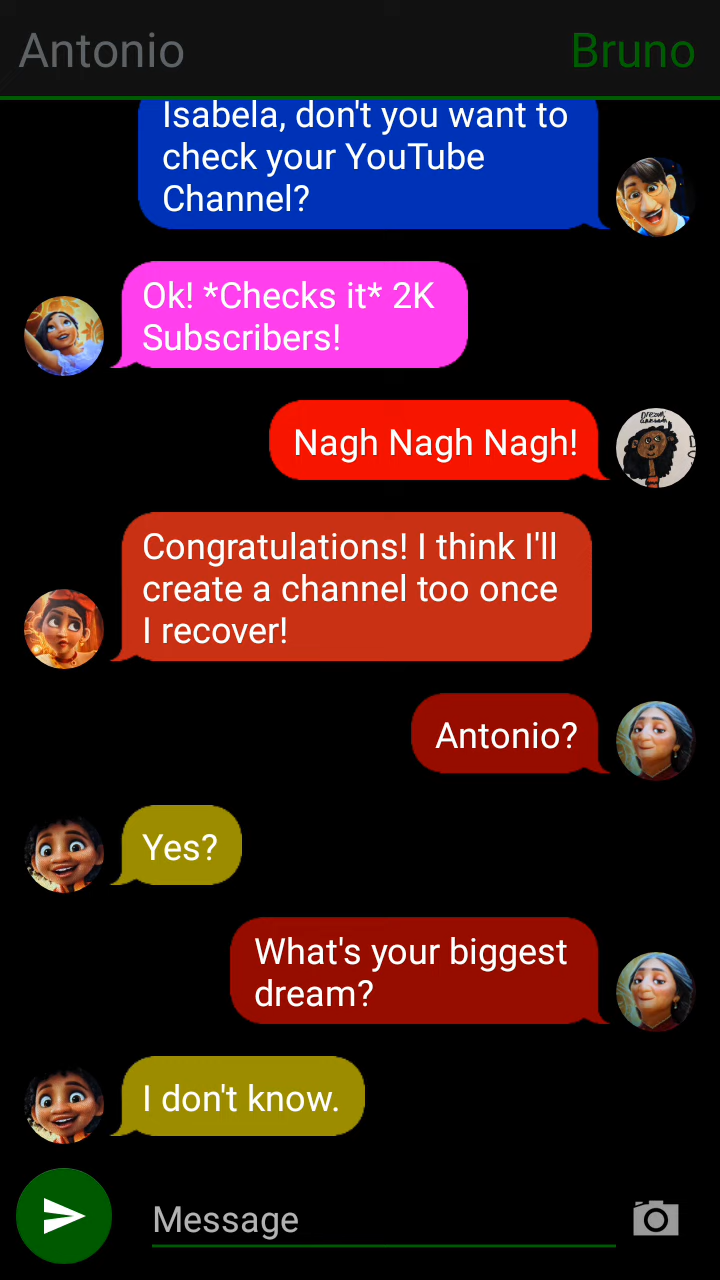 Antonio
Bruno
Isabela, don't you want to
check your YouTube
Channel?
Ok! *Checks it* 2K
Subscribers!
Nagh Nagh Nagh!
Congratulations! I think I'll
create a channel too once
I recover!
Antonio?
Yes?
What's your biggest
dream?
I don't know.
Message